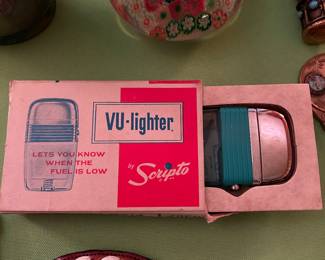 VU-lighter
by Scripto
LETS YOU KNOW
WHEN THE
FUEL IS LOW